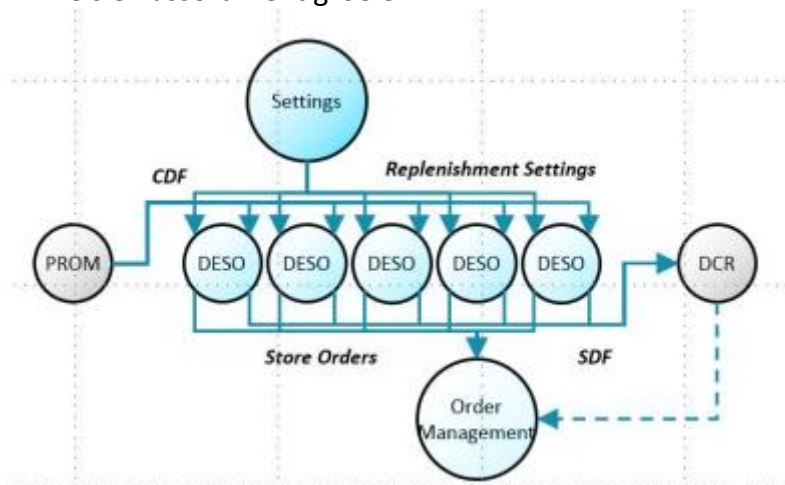 Settings
CDF
Replenishment Settings
PROM
DESO
DESO
DESO
DESO
DESO
DCR
Store Orders
SDF
Order
Management